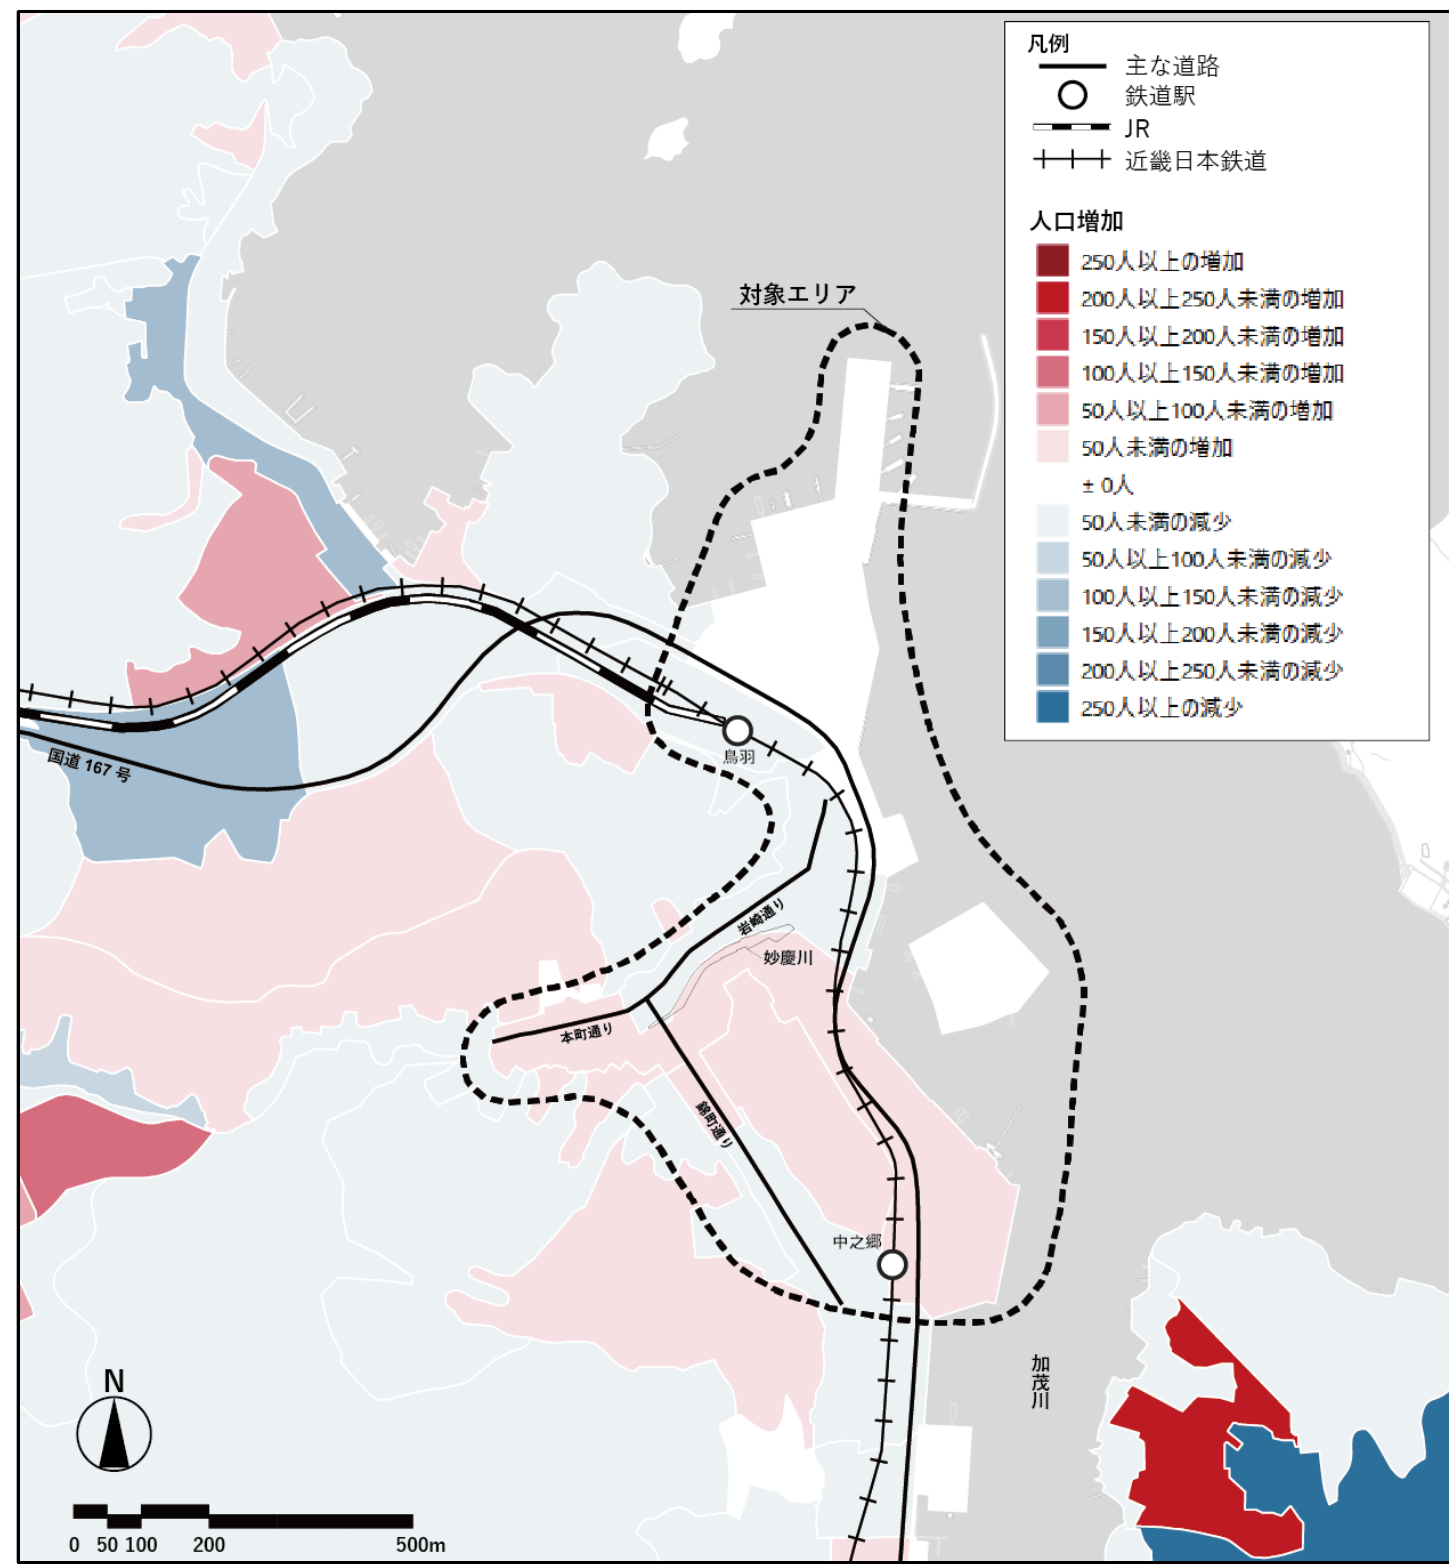 凡例
主な道路
鉄道駅
JR
近畿日本鉄道
人口増加
250人以上の増加
200人以上250人未満の増加
150人以上200人未満の増加
100人以上150人未満の増加
50人以上100人未満の増加
50人未満の増加
± 0人
50人未満の減少
50人以上100人未満の減少
100人以上150人未満の減少
150人以上200人未満の減少
200人以上250人未満の減少
250人以上の減少
対象エリア
鳥羽
国道 167 号
岩崎通り
妙慶川
本町通り
錦町通り
中之郷
加茂川
N
0 50 100 200 500m